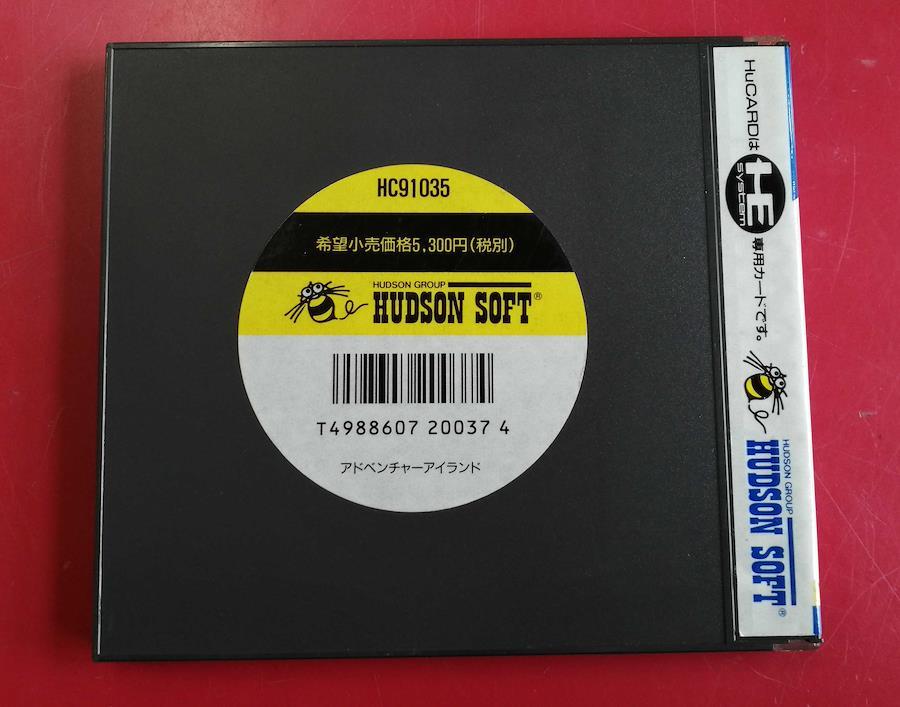 HC91035
希望小売価格5,300円(税別)
HUDSON GROUP
HUDSON SOFT®
T4988607 20037 4
アドベンチャーアイランド
HuCARDは HE system 専用カードです。
HUDSON GROUP
HUDSON SOFT®